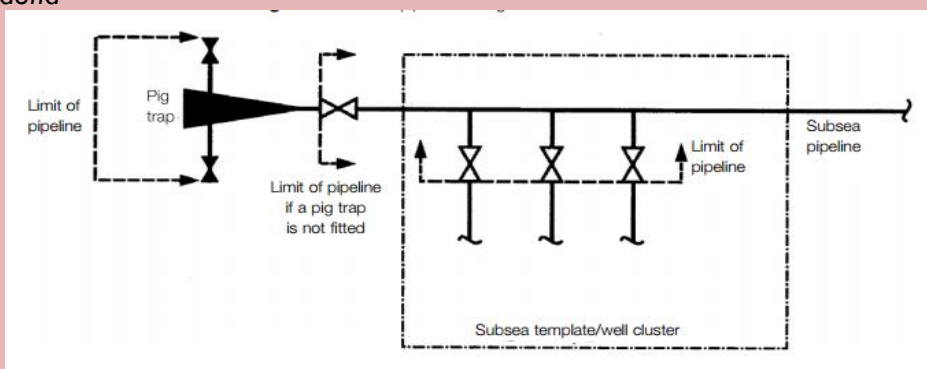 Limit of
pipeline
Pig
trap
Limit of pipeline
if a pig trap
is not fitted
Limit of
pipeline
Subsea
pipeline
Subsea template/well cluster